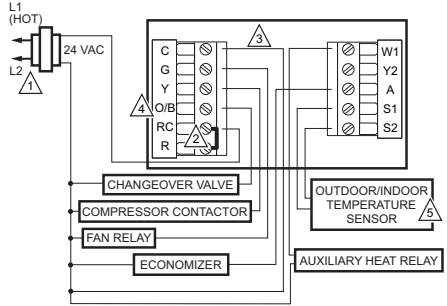 L1
(HOT)
24 VAC
L2
1
C
G
Y
O/B
RC
R
3
4
2
W1
Y2
A
S1
S2
CHANGEOVER VALVE
COMPRESSOR CONTACTOR
FAN RELAY
ECONOMIZER
OUTDOOR/INDOOR
TEMPERATURE
SENSOR
5
AUXILIARY HEAT RELAY